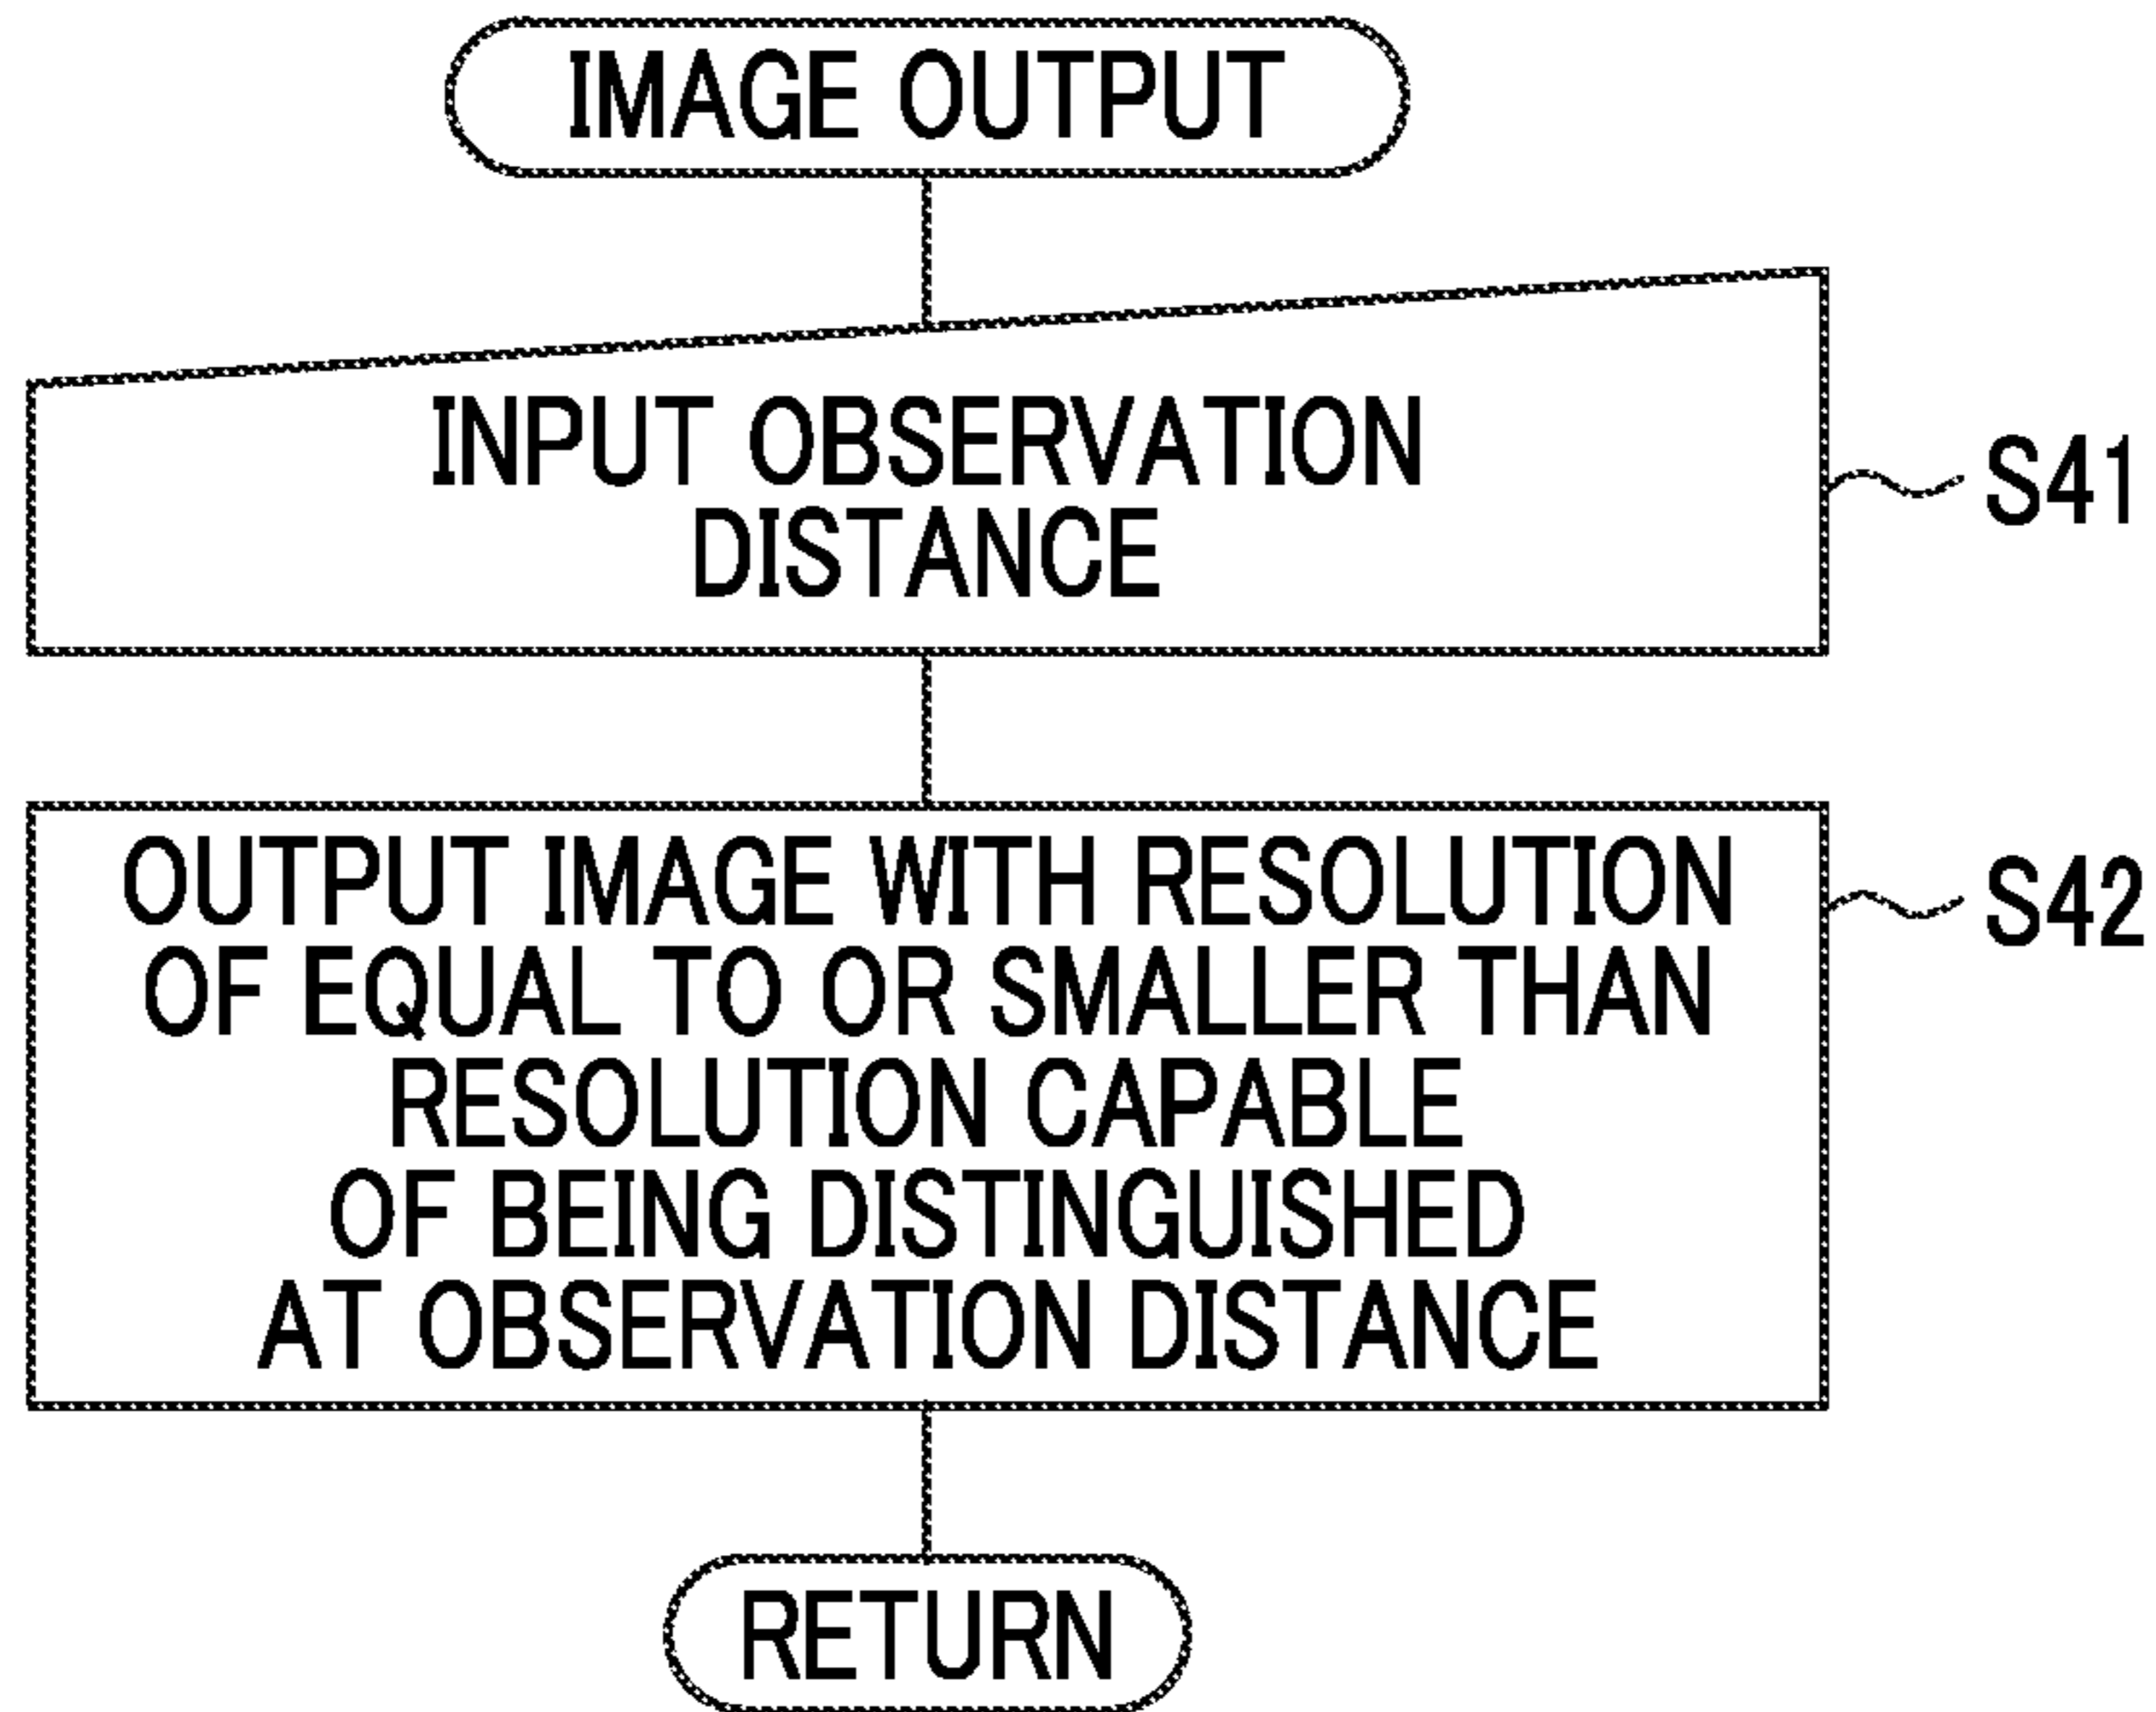 IMAGE OUTPUT
INPUT OBSERVATION
DISTANCE
S41
OUTPUT IMAGE WITH RESOLUTION
OF EQUAL TO OR SMALLER THAN
RESOLUTION CAPABLE
OF BEING DISTINGUISHED
AT OBSERVATION DISTANCE
S42
RETURN